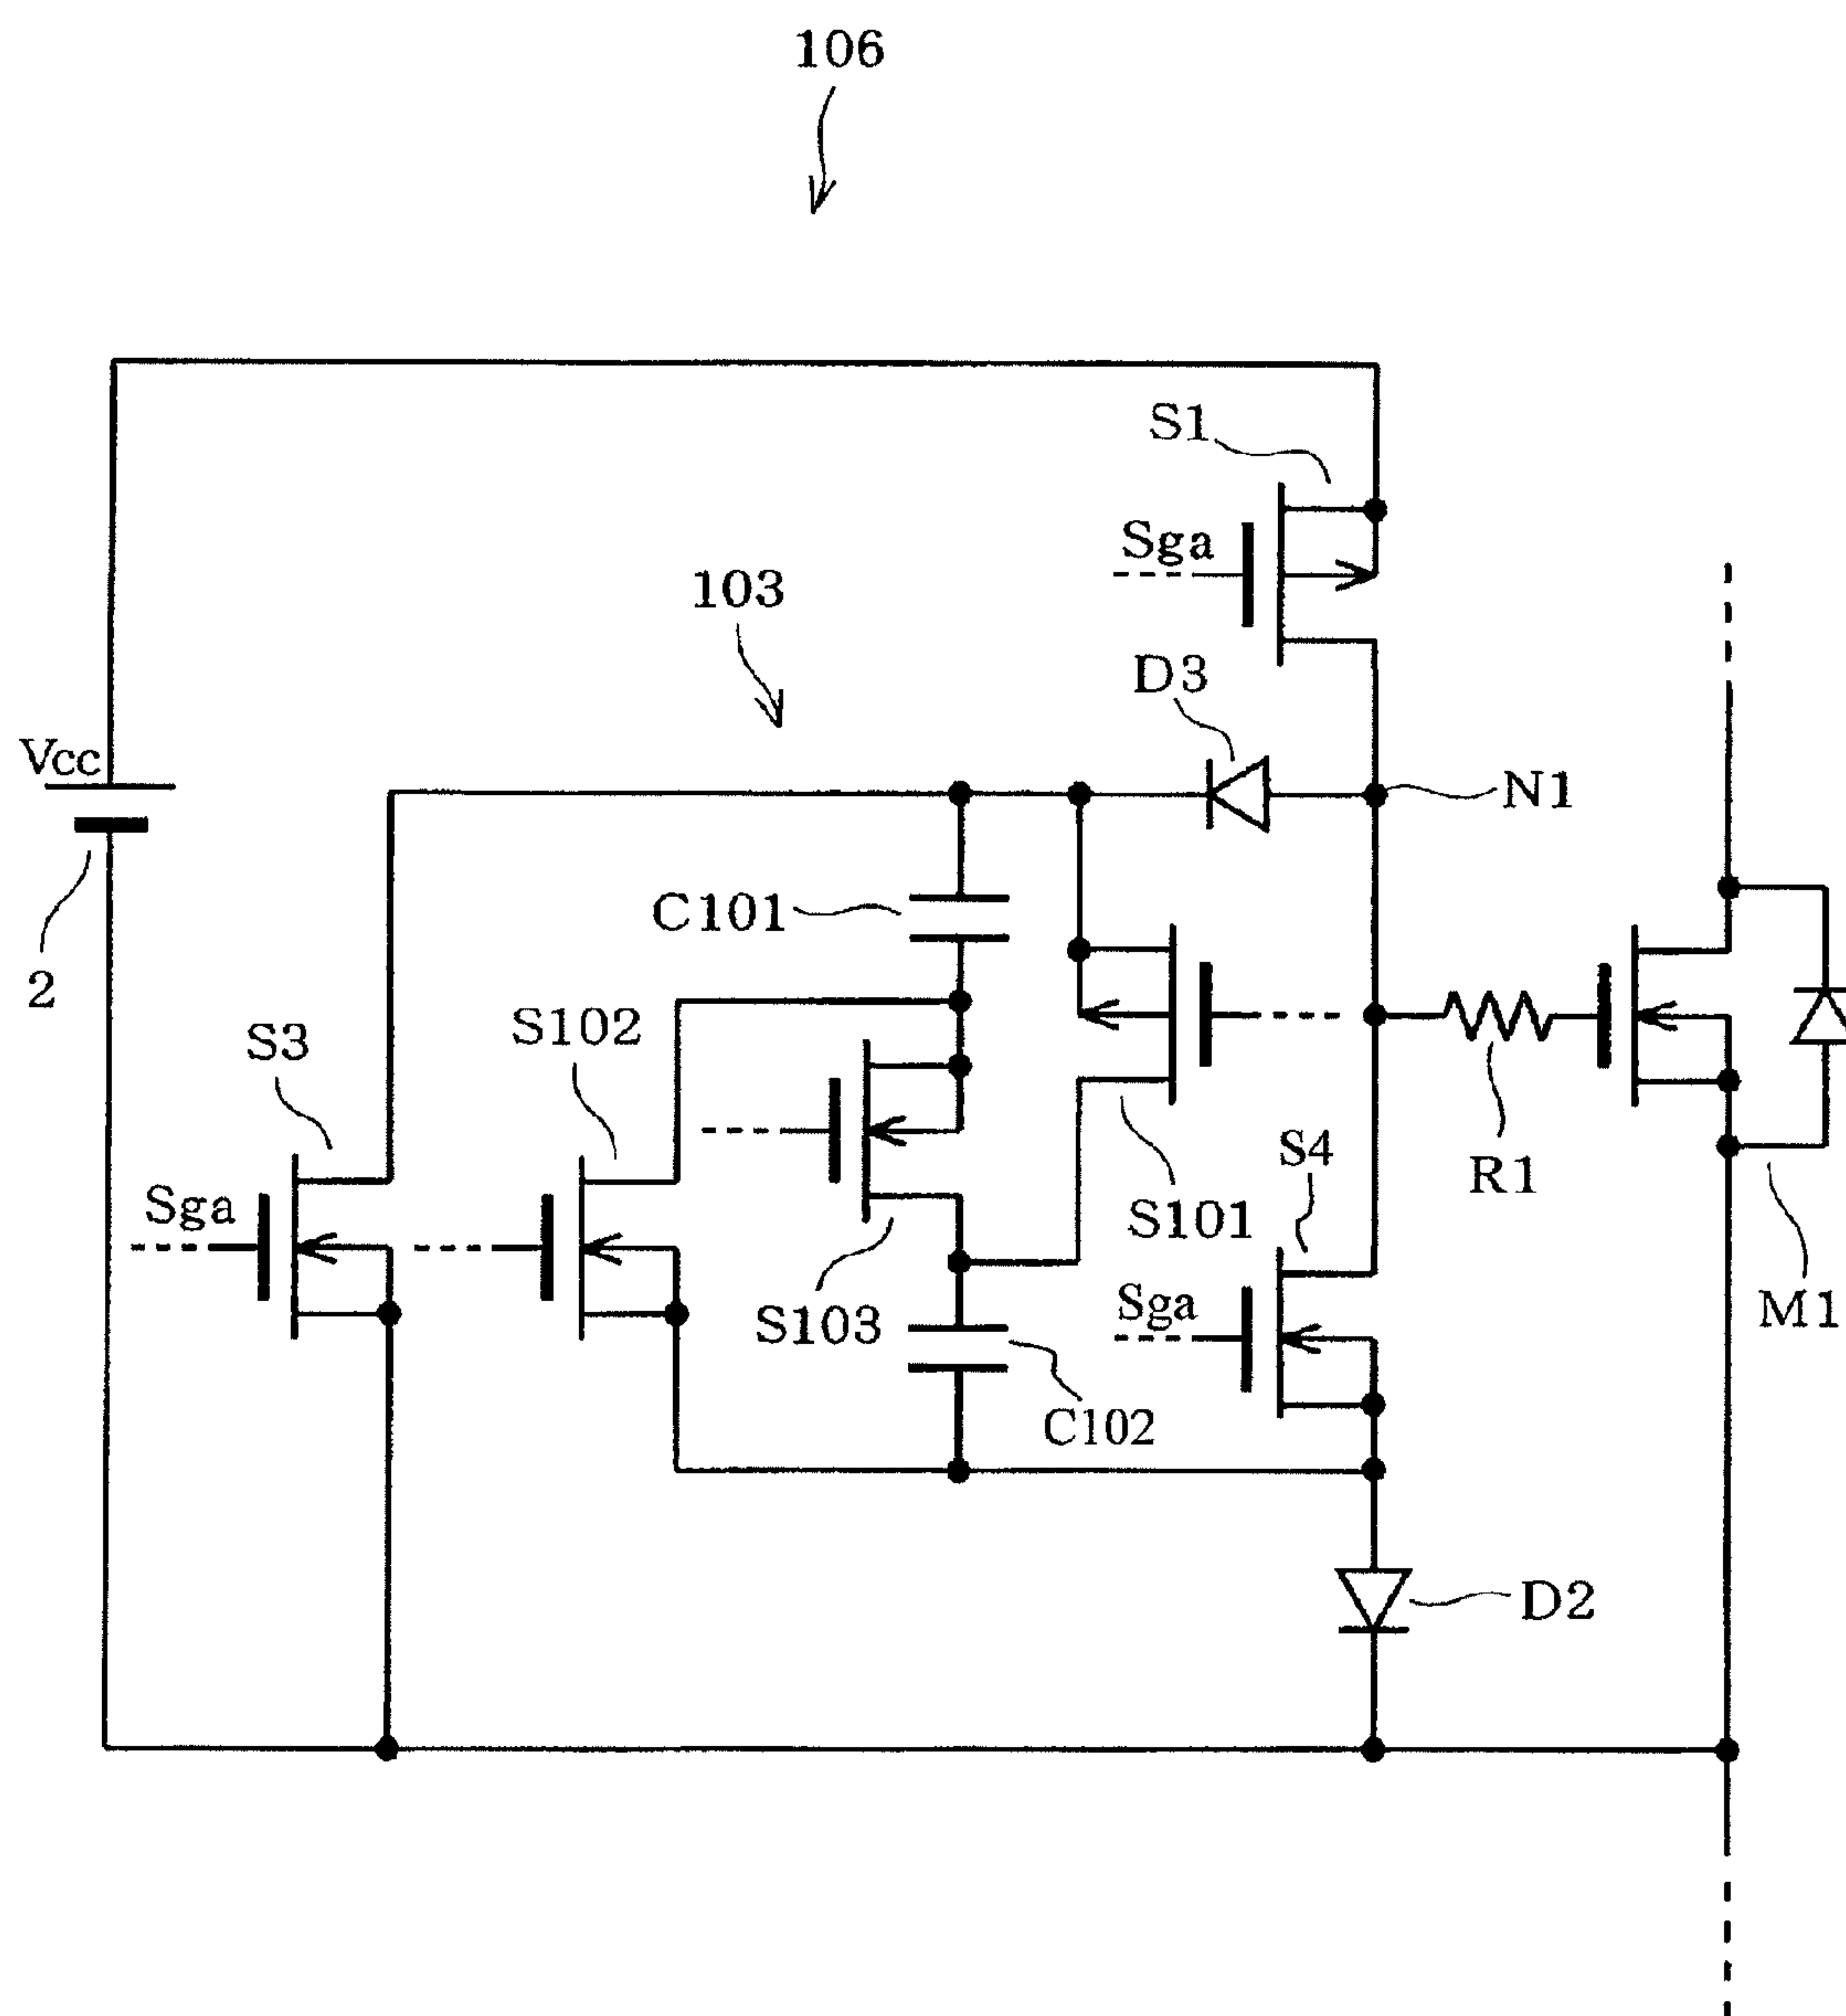 106
S1
Sga
103
D3
Vcc
N1
C101
2
S102
S3
S4
R1
Sga
S101
Sga
S103
M1
C102
D2